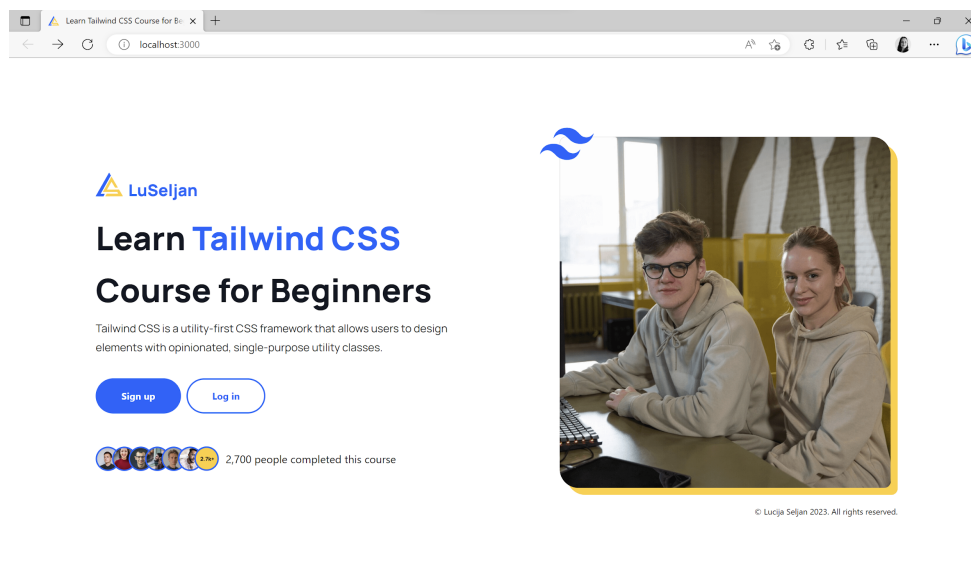 Learn Tailwind CSS Course for Be
localhost:3000
LuSeljan
Learn Tailwind CSS
Course for Beginners
Tailwind CSS is a utility-first CSS framework that allows users to design
elements with opinionated, single-purpose utility classes.
Sign up
Log in
2.7k+
2,700 people completed this course
© Lucija Seljan 2023. All rights reserved.